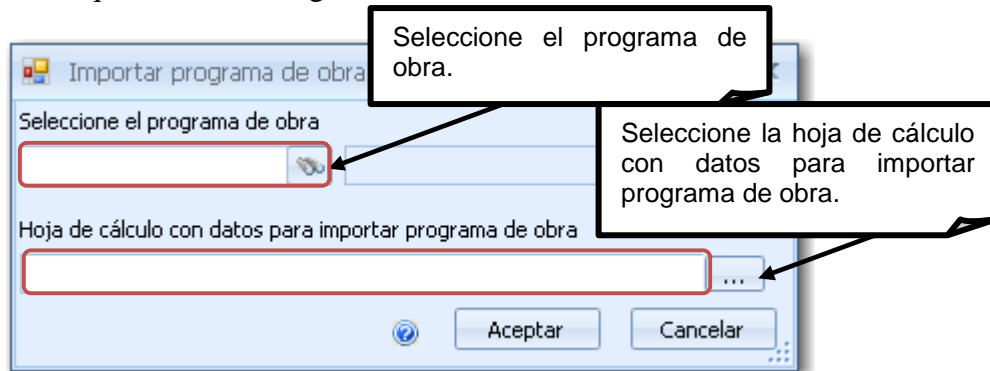 Seleccione el programa de
obra.
Importar programa de obra
Seleccione el programa de obra
Seleccione la hoja de cálculo
con datos para importar
programa de obra.
Hoja de cálculo con datos para importar programa de obra
...
Aceptar
Cancelar